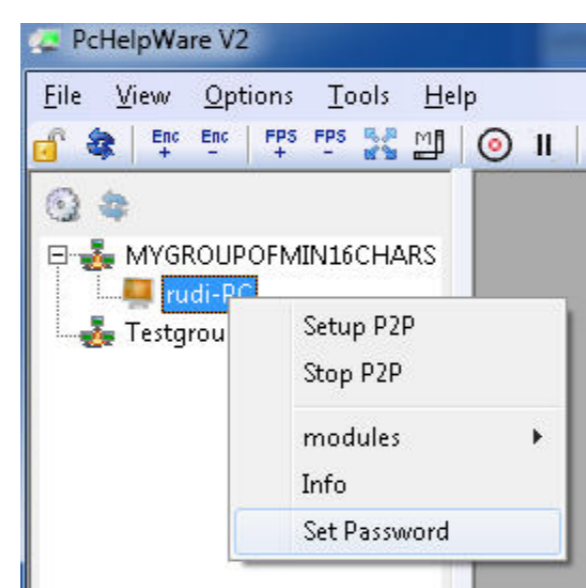 PcHelpWare V2
File View Options Tools Help
Enc + Enc - FPS + FPS -
MYGROUPOFMIN16CHARS
rudi-PC
Testgrou
Setup P2P
Stop P2P
modules
Info
Set Password